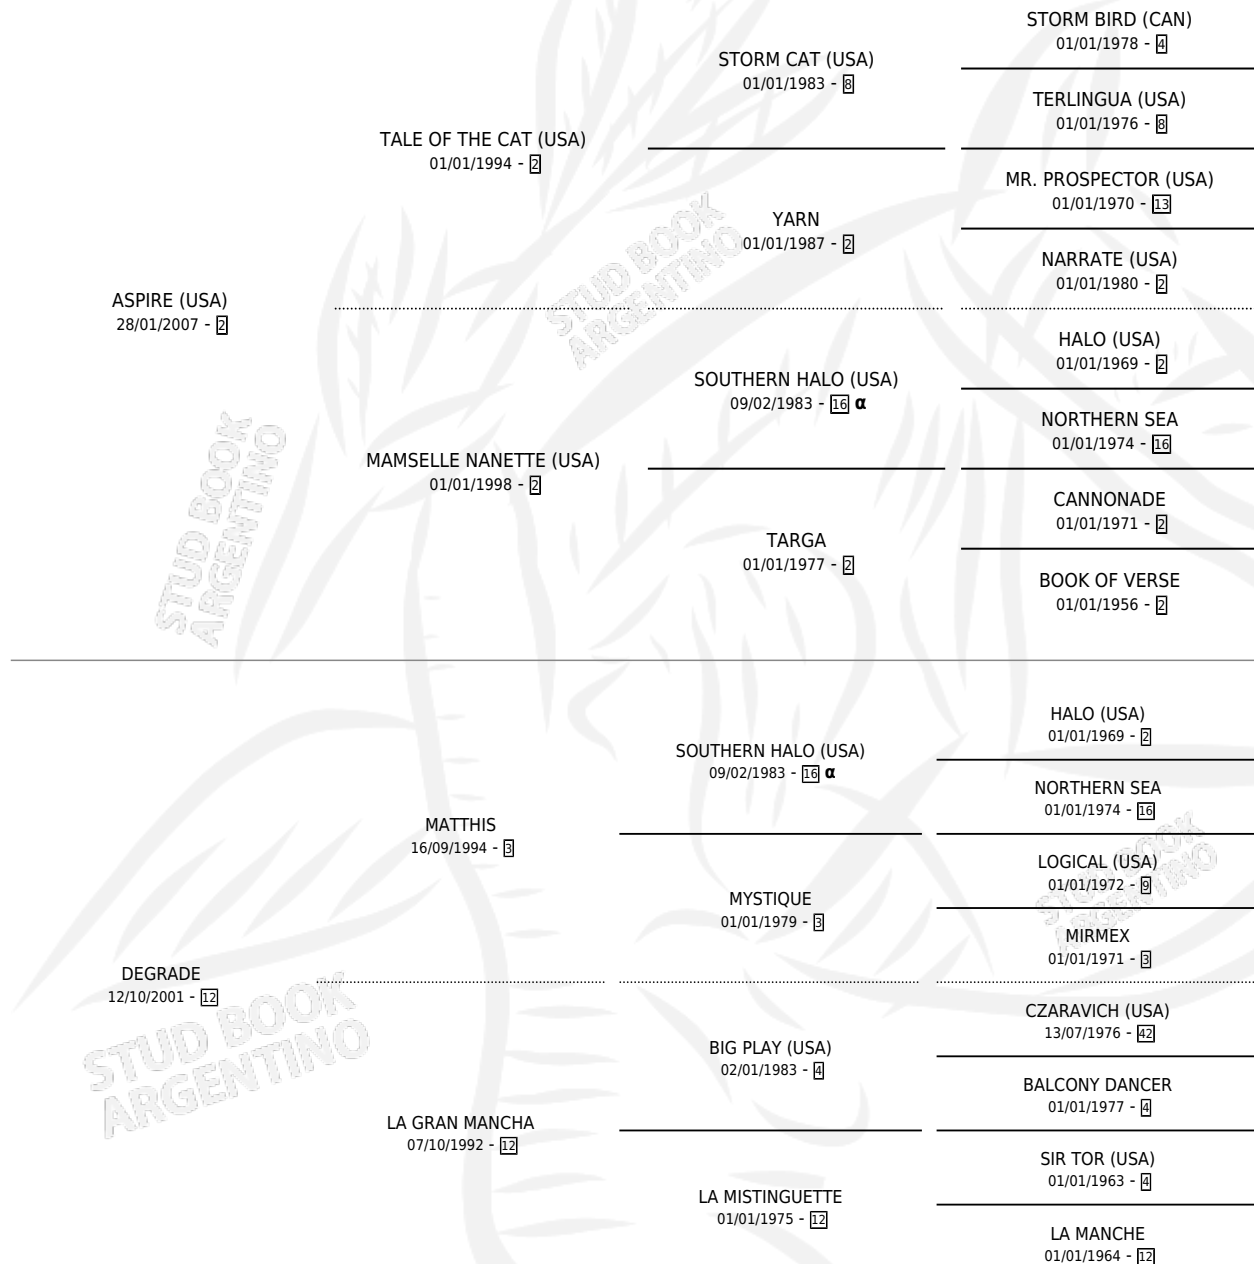 STORM BIRD (CAN)
01/01/1978 - 4
STORM CAT (USA)
01/01/1983 - 8
TERLINGUA (USA)
01/01/1976 - 8
TALE OF THE CAT (USA)
01/01/1994 - 2
MR. PROSPECTOR (USA)
01/01/1970 - 13
YARN
01/01/1987 - 2
NARRATE (USA)
01/01/1980 - 2
STUD BOOK
ARGENTINO
ASPIRE (USA)
28/01/2007 - 2
HALO (USA)
01/01/1969 - 2
SOUTHERN HALO (USA)
09/02/1983 - 16 α
NORTHERN SEA
01/01/1974 - 16
MAMSELLE NANETTE (USA)
01/01/1998 - 2
CANNONADE
01/01/1971 - 2
TARGA
01/01/1977 - 2
BOOK OF VERSE
01/01/1956 - 2
STUD BOOK
ARGENTINO
HALO (USA)
01/01/1969 - 2
SOUTHERN HALO (USA)
09/02/1983 - 16 α
NORTHERN SEA
01/01/1974 - 16
MATTHIS
16/09/1994 - 3
LOGICAL (USA)
01/01/1972 - 9
MYSTIQUE
01/01/1979 - 3
MIRMEX
01/01/1971 - 3
STUD BOOK
ARGENTINO
DEGRADE
12/10/2001 - 12
CZARAVICH (USA)
13/07/1976 - 42
BIG PLAY (USA)
02/01/1983 - 4
BALCONY DANCER
01/01/1977 - 4
STUD BOOK
ARGENTINO
LA GRAN MANCHA
07/10/1992 - 12
SIR TOR (USA)
01/01/1963 - 4
LA MISTINGUETTE
01/01/1975 - 12
LA MANCHE
01/01/1964 - 12